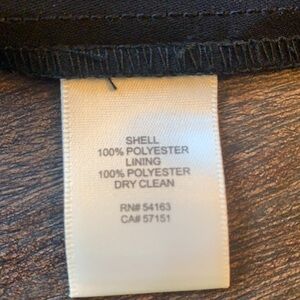 SHELL
100% POLYESTER
LINING
100% POLYESTER
DRY CLEAN
RN# 54163
CA# 57151